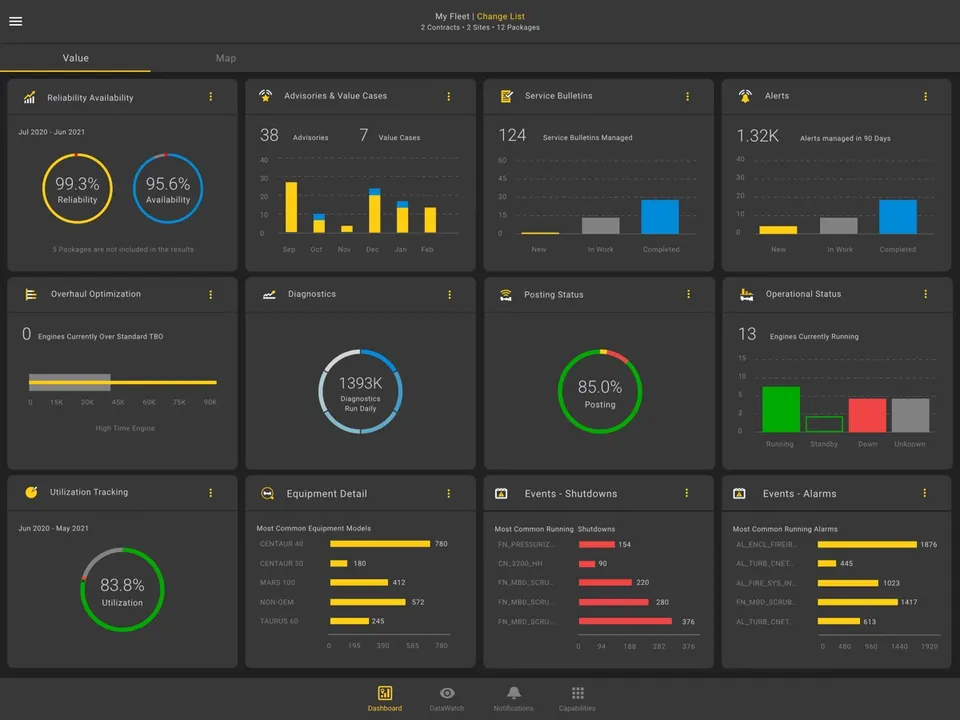 My Fleet | Change List
2 Contracts • 2 Sites • 12 Packages
Value
Map
Reliability Availability
Jul 2020 - Jun 2021
99.3%
Reliability
95.6%
Availability
5 Packages are not included in the results
Advisories & Value Cases
38 Advisories
7 Value Cases
40
30
20
10
0
Sep Oct Nov Dec Jan Feb
Service Bulletins
124 Service Bulletins Managed
60
45
30
15
0
New In Work Completed
Alerts
1.32K Alerts managed in 90 Days
40
30
20
10
0
New In Work Completed
Overhaul Optimization
0 Engines Currently Over Standard TBO
0 15K 30K 45K 60K 75K 90K
High Time Engine
Diagnostics
1393K
Diagnostics
Run Daily
Posting Status
85.0%
Posting
Operational Status
13 Engines Currently Running
15
10
5
3
0
Running Standby Down Unknown
Utilization Tracking
Jun 2020 - May 2021
83.8%
Utilization
Equipment Detail
Most Common Equipment Models
CENTAUR 40 780
CENTAUR 50 180
MARS 100 412
NON-OEM 572
TAURUS 60 245
0 195 390 585 780
Events - Shutdowns
Most Common Running Shutdowns
FN_PRESSURIZ... 154
CN_3200_HH 90
FN_MBD_SCRU... 220
FN_MBD_SCRU... 280
FN_MBD_SCRU... 376
0 94 188 282 376
Events - Alarms
Most Common Running Alarms
AL_ENCL_FIREIB... 1876
AL_TURB_CNET... 445
AL_FIRE_SYS_IN... 1023
FN_MBD_SCRUB... 1417
AL_TURB_CNET... 613
0 480 960 1440 1920
Dashboard
DataWatch
Notifications
Capabilities